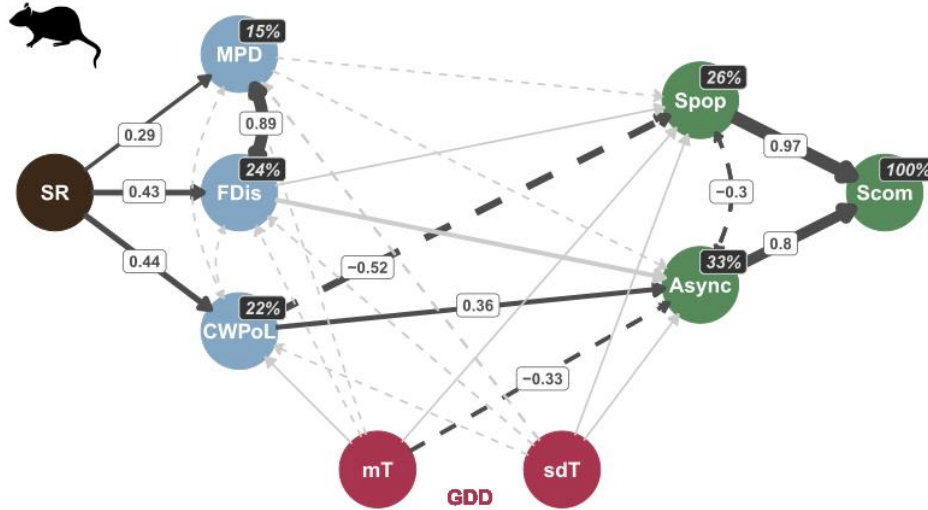 15%
MPD
26%
Spop
0.29
0.89
0.97
24%
100%
SR
0.43
FDis
−0.3
Scom
0.44
33%
0.8
−0.52
Async
22%
0.36
CWPoL
−0.33
mT
sdT
GDD